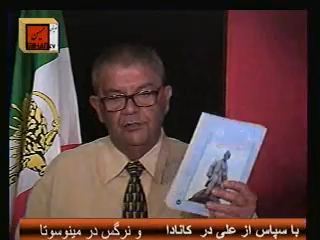 با سپاس از علی در کانادا و نرگس در مینوسوتا